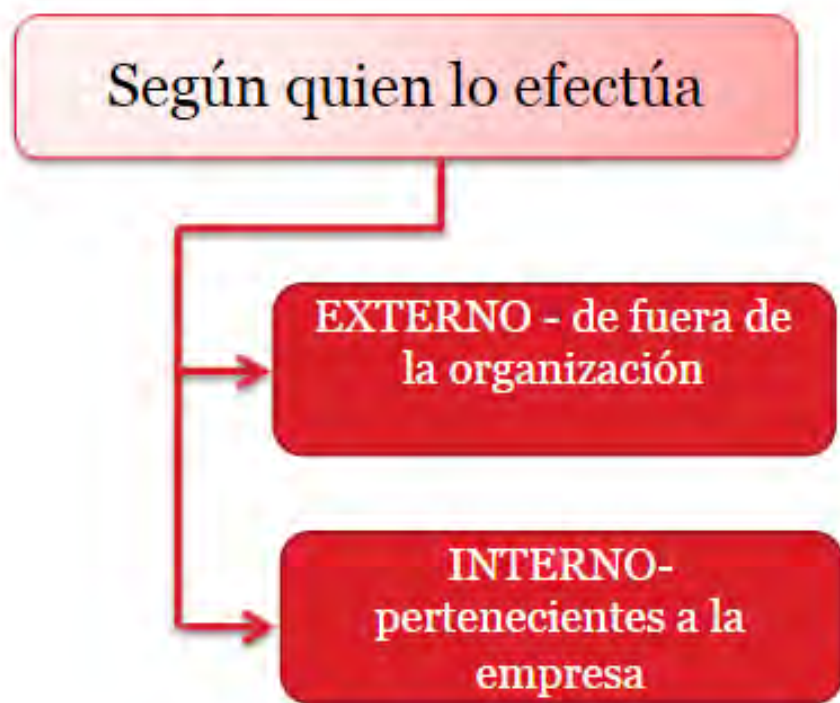 Según quien lo efectúa
EXTERNO - de fuera de
la organización
INTERNO-
pertenecientes a la
empresa